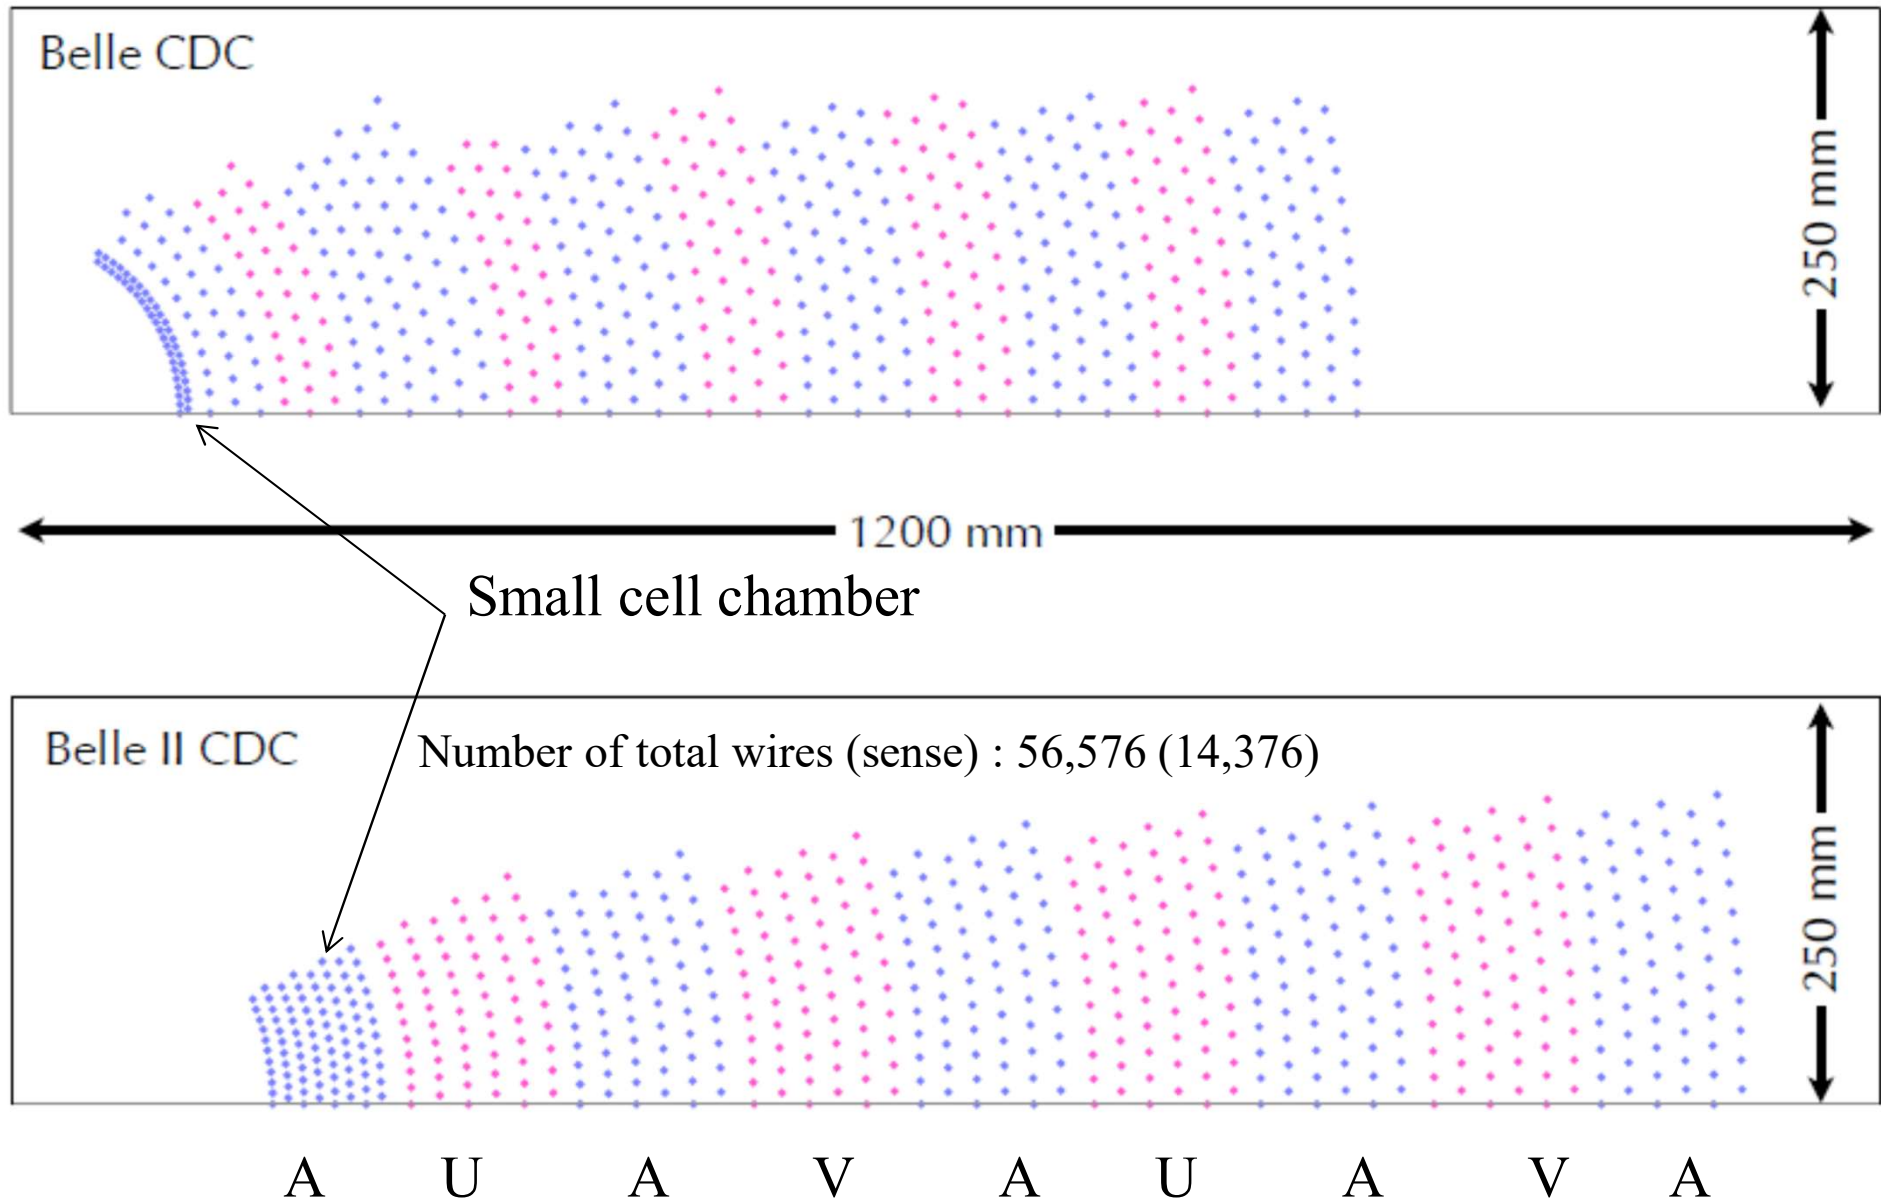 Belle CDC
250 mm
1200 mm
Small cell chamber
Belle II CDC
Number of total wires (sense) : 56,576 (14,376)
250 mm
A U A V A U A V A